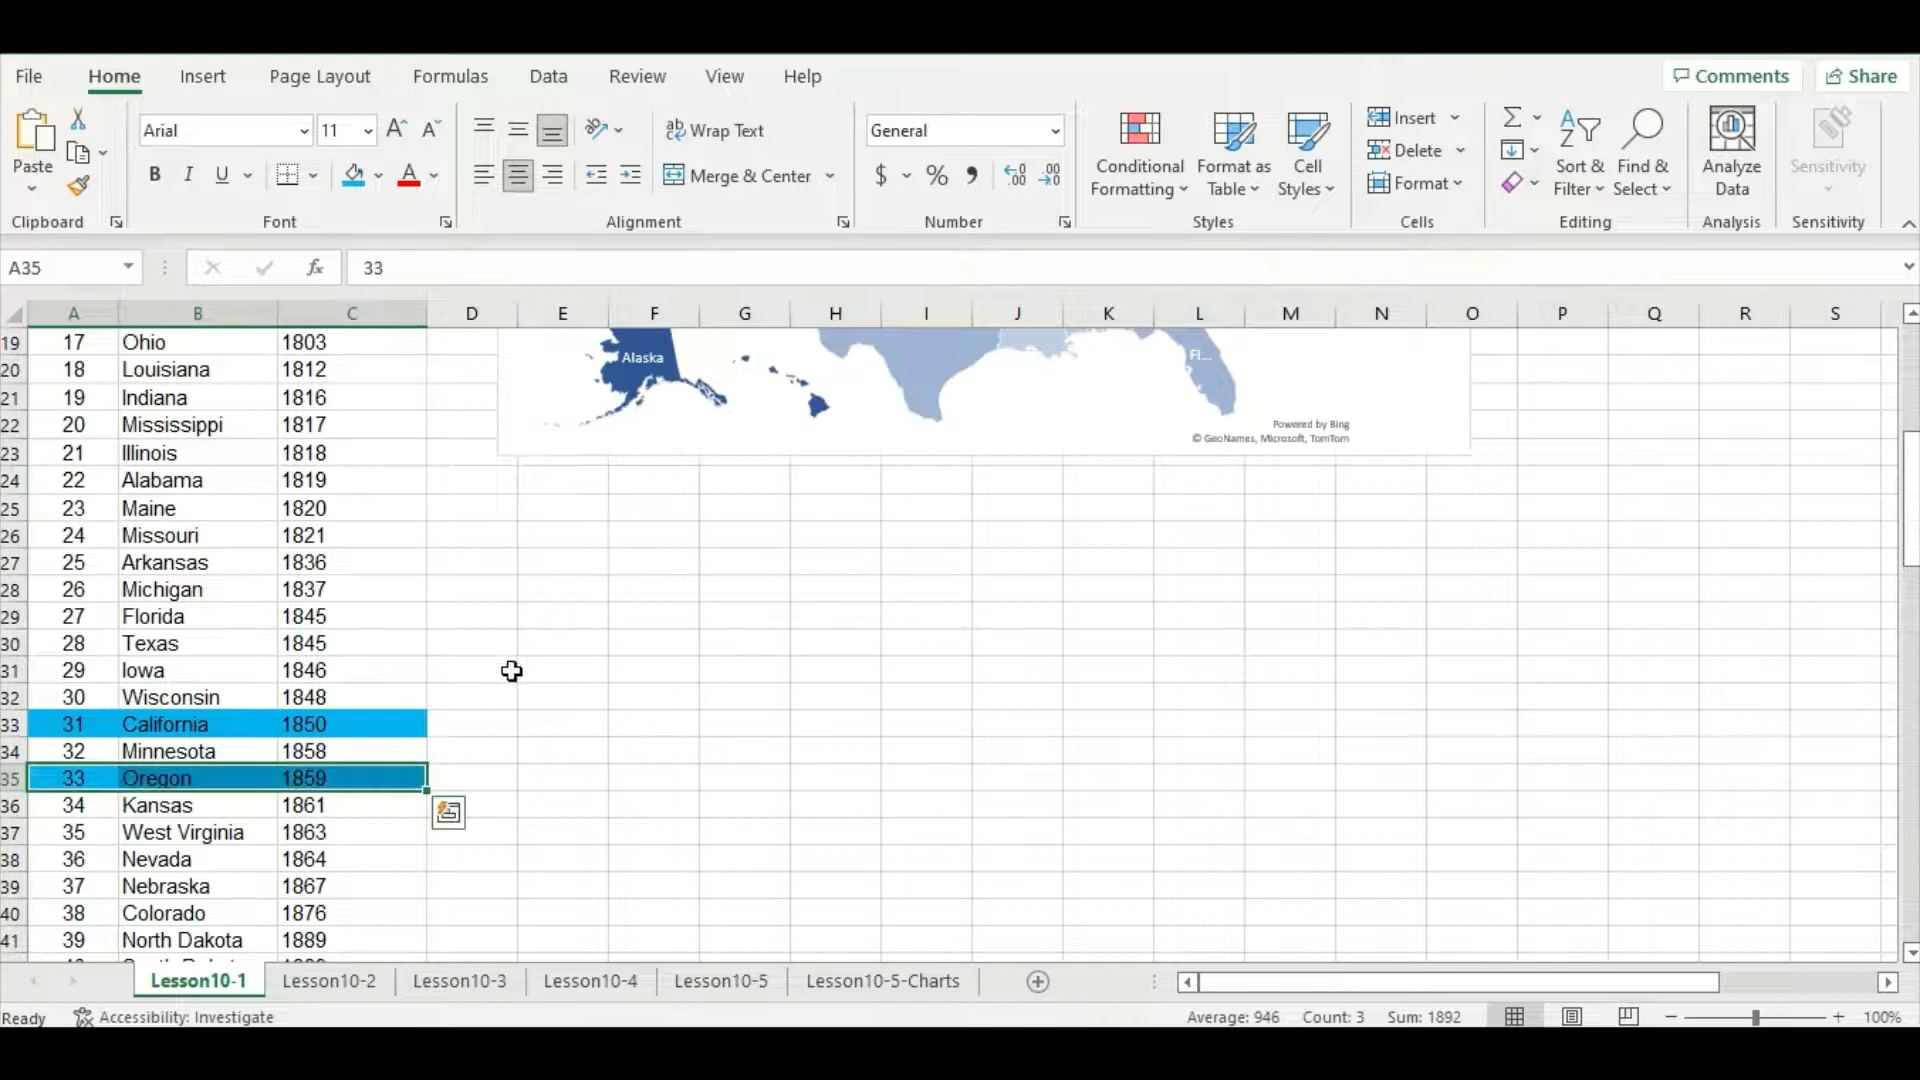 File Home Insert Page Layout Formulas Data Review View Help Comments Share
Paste
Clipboard
Arial 11
B I U A
Font
Wrap Text
Merge & Center
Alignment
General
$ % 9 .00 .00
Number
Conditional Formatting
Format as Table
Cell Styles
Styles
Insert
Delete
Format
Cells
Sort & Filter
Find & Select
Editing
Analyze Data
Analysis
Sensitivity
Sensitivity
A35 fx 33
A B C D E F G H I J K L M N O P Q R S
19 17 Ohio 1803
20 18 Louisiana 1812
21 19 Indiana 1816
22 20 Mississippi 1817
23 21 Illinois 1818
24 22 Alabama 1819
25 23 Maine 1820
26 24 Missouri 1821
27 25 Arkansas 1836
28 26 Michigan 1837
29 27 Florida 1845
30 28 Texas 1845
31 29 Iowa 1846
32 30 Wisconsin 1848
33 31 California 1850
34 32 Minnesota 1858
35 33 Oregon 1859
36 34 Kansas 1861
37 35 West Virginia 1863
38 36 Nevada 1864
39 37 Nebraska 1867
40 38 Colorado 1876
41 39 North Dakota 1889
Alaska
Fl...
Powered by Bing
© GeoNames, Microsoft, TomTom
Lesson10-1 Lesson10-2 Lesson10-3 Lesson10-4 Lesson10-5 Lesson10-5-Charts
Ready Accessibility: Investigate Average: 946 Count: 3 Sum: 1892 100%